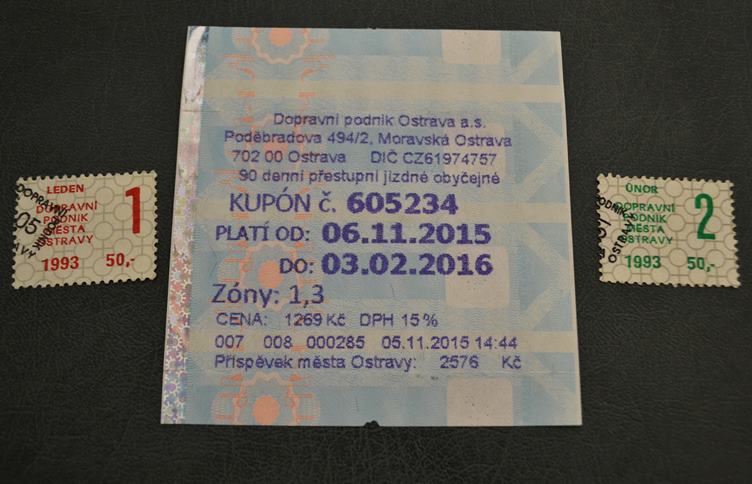 Dopravní podnik Ostrava a.s.
Poděbradova 494/2, Moravská Ostrava
702 00 Ostrava DIČ CZ61974757
90 denní přestupní jízdné obyčejné
KUPÓN č. 605234
PLATÍ OD: 06.11.2015
DO: 03.02.2016
Zóny: 1,3
CENA: 1269 Kč DPH 15 %
007 008 000285 05.11.2015 14:44
Příspěvek města Ostravy: 2576 Kč
LEDEN
1
DOPRAVNÍ
PODNIK
MĚSTA
OSTRAVY
1993 50,-
DOPRAVNÍ
ÚNOR
2
DOPRAVNÍ
PODNIK
MĚSTA
OSTRAVY
1993 50,-